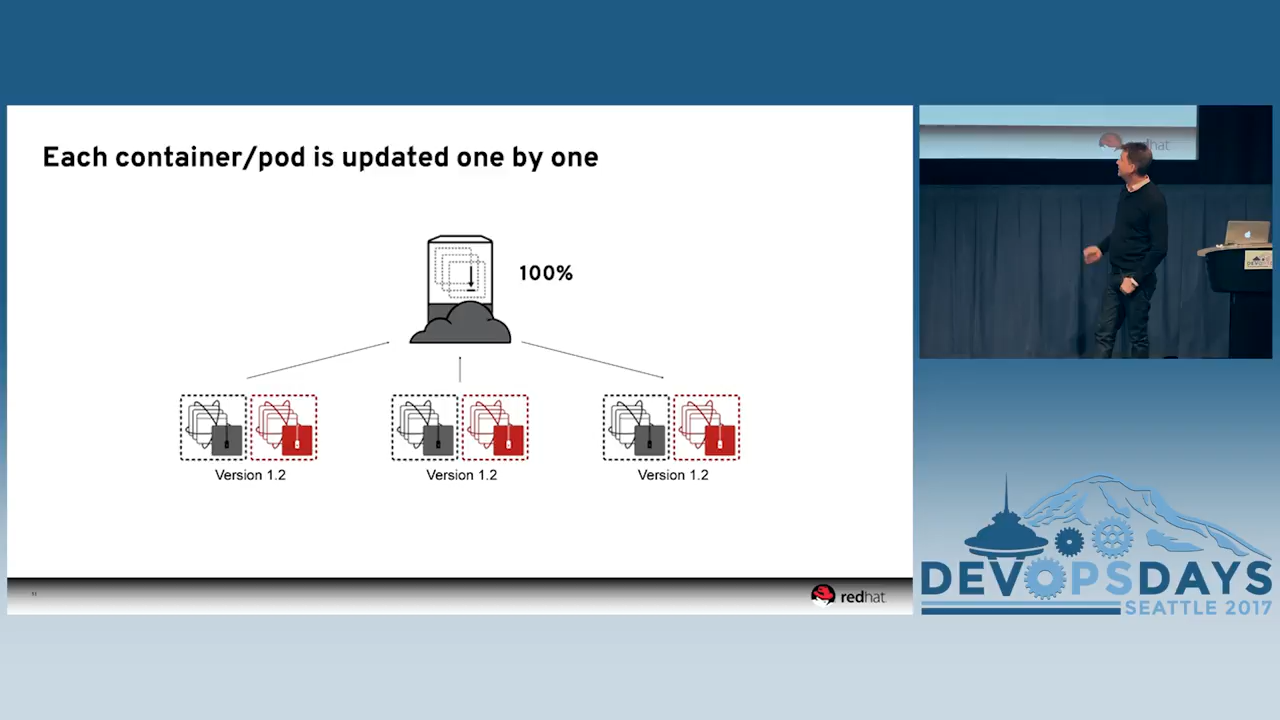 Each container/pod is updated one by one
100%
Version 1.2
Version 1.2
Version 1.2
redhat
redhat
DEVOPSDAYS
SEATTLE 2017